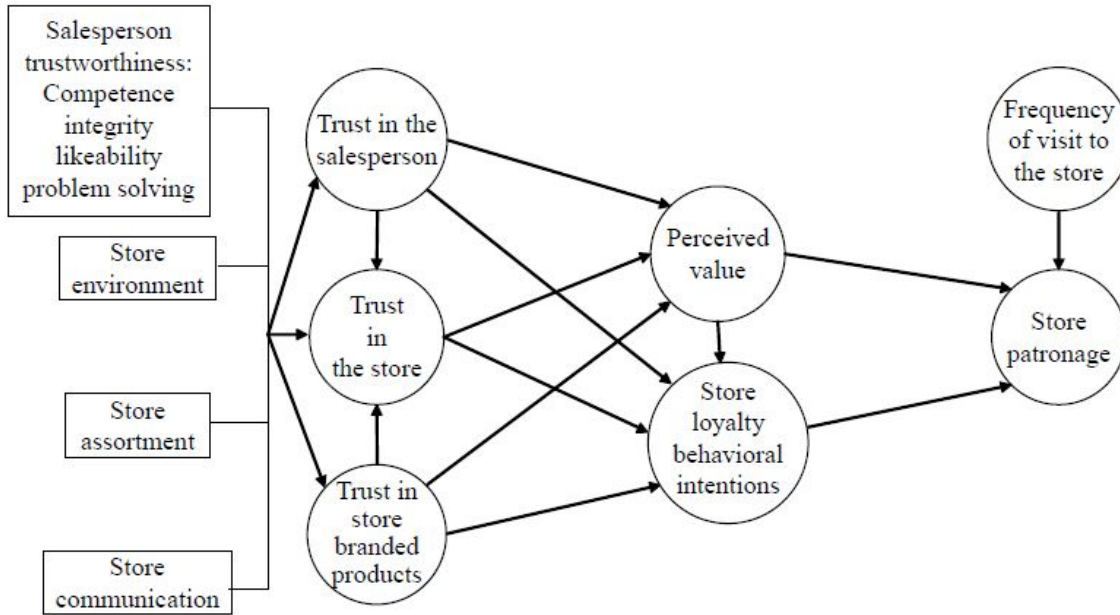 Salesperson
trustworthiness:
Competence
integrity
likeability
problem solving
Store
environment
Store
assortment
Store
communication
Trust in the
salesperson
Trust
in
the store
Trust in
store
branded
products
Perceived
value
Store
loyalty
behavioral
intentions
Frequency
of visit to
the store
Store
patronage